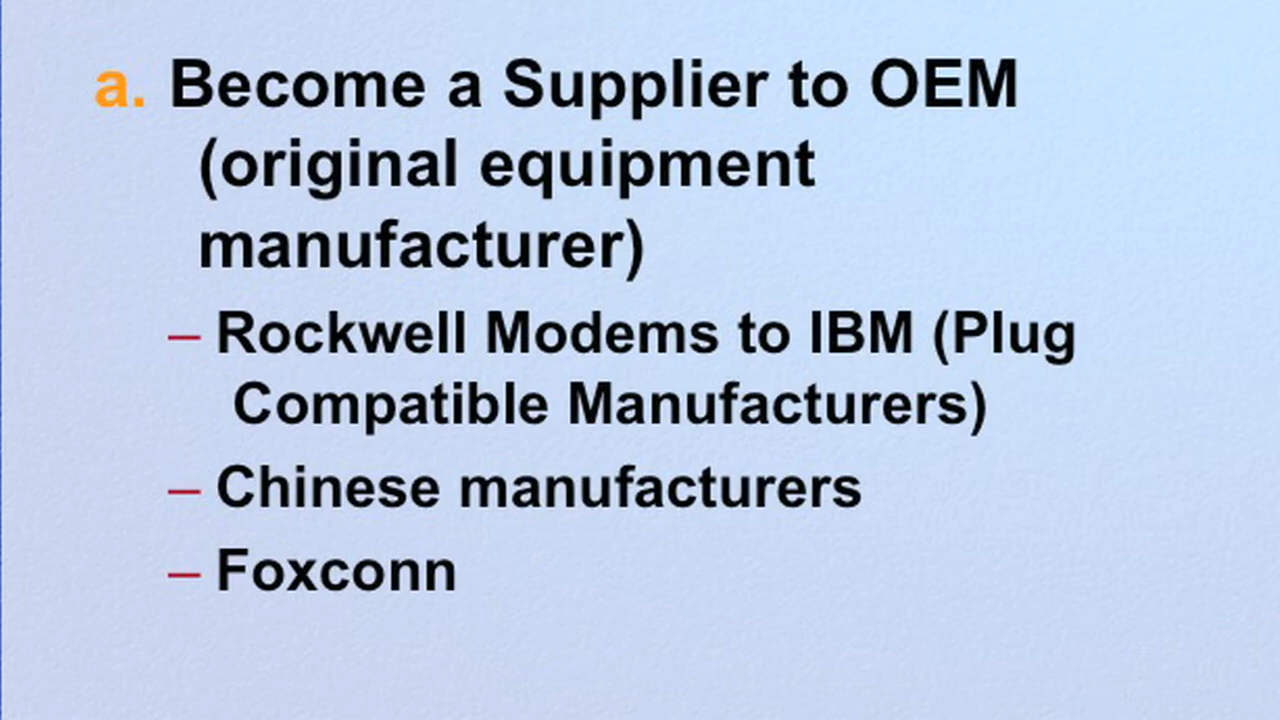 a. Become a Supplier to OEM
(original equipment
manufacturer)
– Rockwell Modems to IBM (Plug
Compatible Manufacturers)
– Chinese manufacturers
– Foxconn